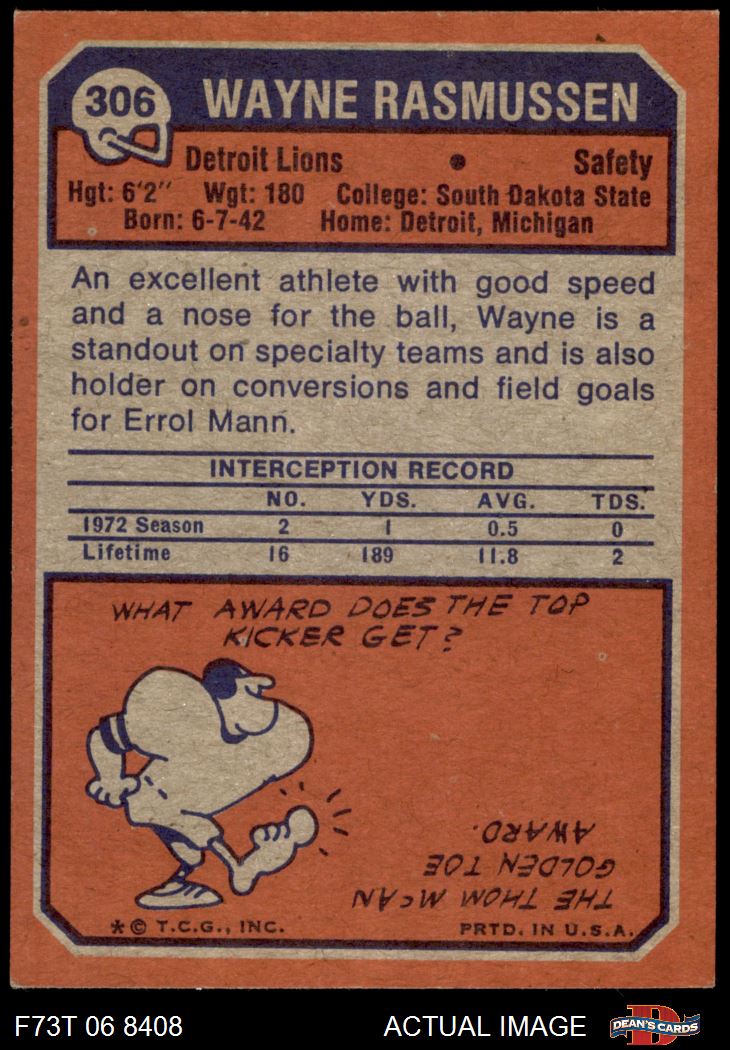 306 WAYNE RASMUSSEN
Detroit Lions • Safety
Hgt: 6'2" Wgt: 180 College: South Dakota State
Born: 6-7-42 Home: Detroit, Michigan
An excellent athlete with good speed
and a nose for the ball, Wayne is a
standout on specialty teams and is also
holder on conversions and field goals
for Errol Mann.
INTERCEPTION RECORD
NO. YDS. AVG. TDS.
1972 Season 2 1 0.5 0
Lifetime 16 189 11.8 2
WHAT AWARD DOES THE TOP
KICKER GET?
THE THOM McAN
GOLDEN TOE
AWARD.
* © T.C.G., INC. PRTD. IN U.S.A.
F73T 06 8408 ACTUAL IMAGE D DEAN'S CARDS